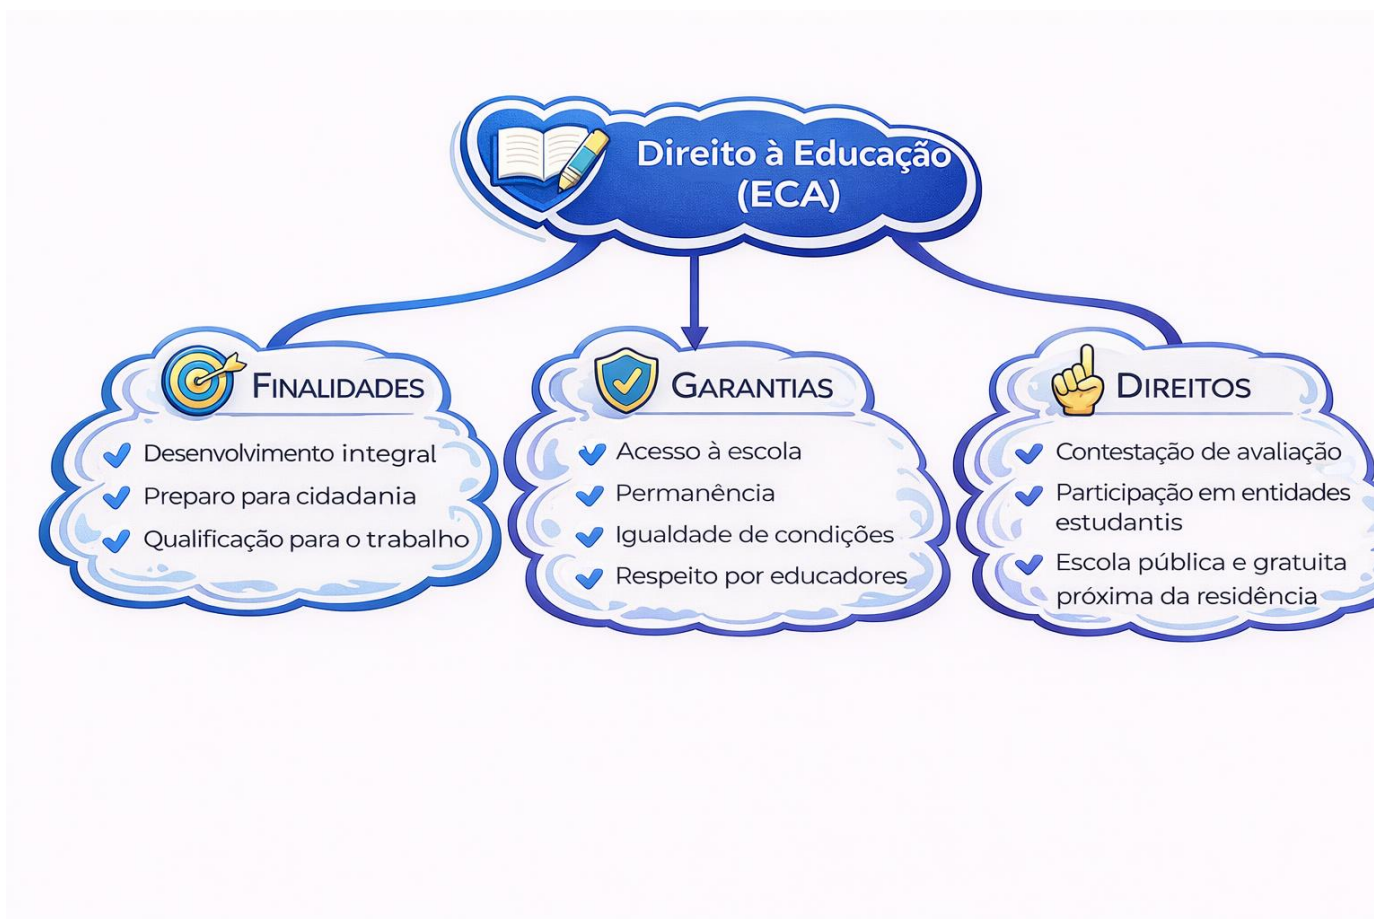 Direito à Educação
(ECA)
FINALIDADES
Desenvolvimento integral
Preparo para cidadania
Qualificação para o trabalho
GARANTIAS
Acesso à escola
Permanência
Igualdade de condições
Respeito por educadores
DIREITOS
Contestação de avaliação
Participação em entidades
estudantis
Escola pública e gratuita
próxima da residência